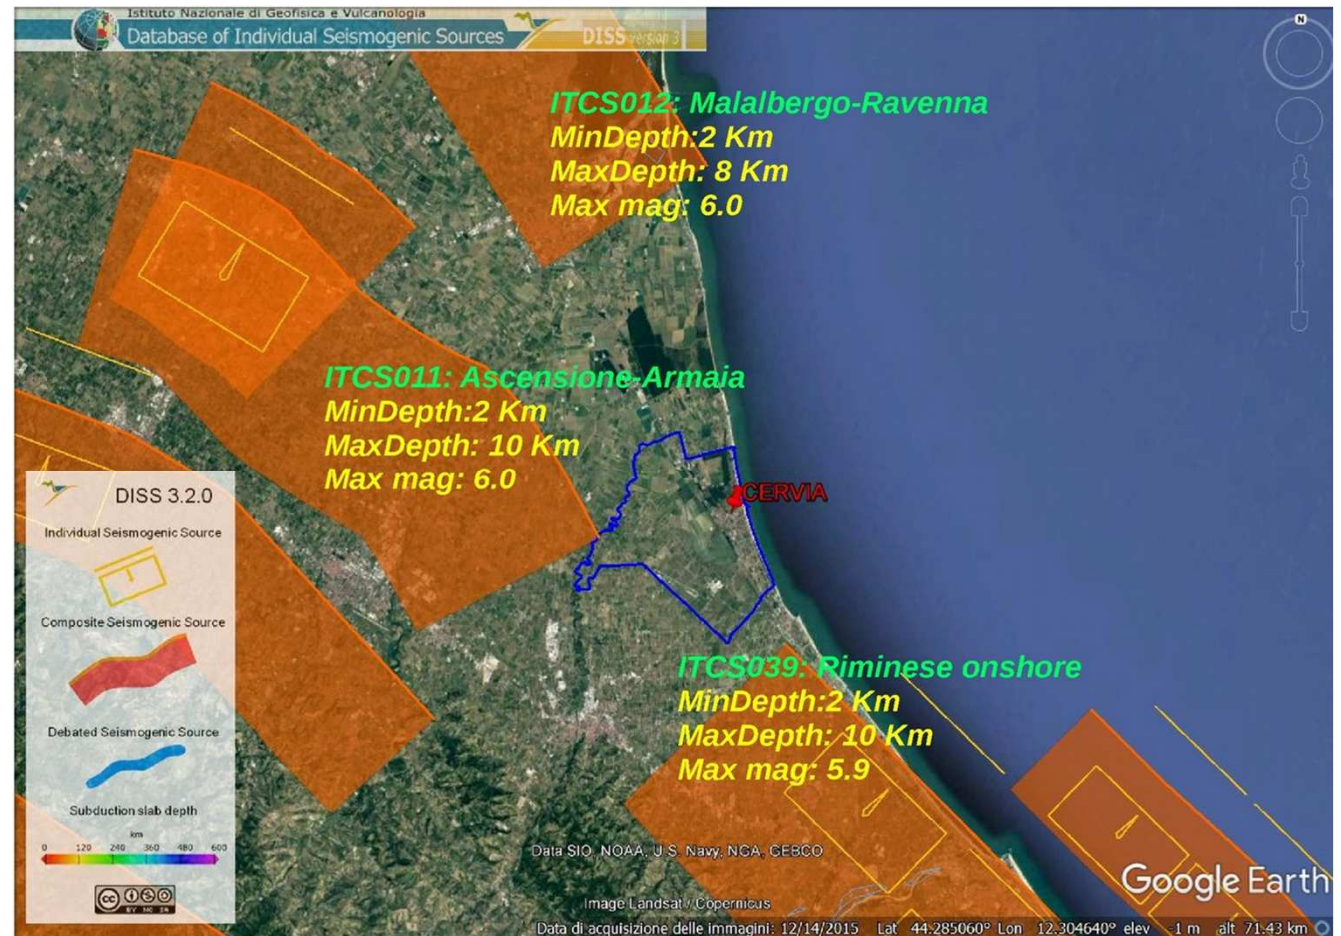 Istituto Nazionale di Geofisica e Vulcanologia
Database of Individual Seismogenic Sources
DISS version 3
N
ITCS012: Malalbergo-Ravenna
MinDepth:2 Km
MaxDepth: 8 Km
Max mag: 6.0
ITCS011: Ascensione-Armaia
MinDepth:2 Km
MaxDepth: 10 Km
Max mag: 6.0
CERVIA
DISS 3.2.0
Individual Seismogenic Source
Composite Seismogenic Source
Debated Seismogenic Source
Subduction slab depth
km
0 120 240 360 480 600
cc
BY NC SA
ITCS039: Riminese onshore
MinDepth:2 Km
MaxDepth: 10 Km
Max mag: 5.9
Data SIO, NOAA, U.S. Navy, NGA, GEBCO
Image Landsat / Copernicus
Google Earth
Data di acquisizione delle immagini: 12/14/2015 Lat 44.285060° Lon 12.304640° elev -1 m alt 71.43 km